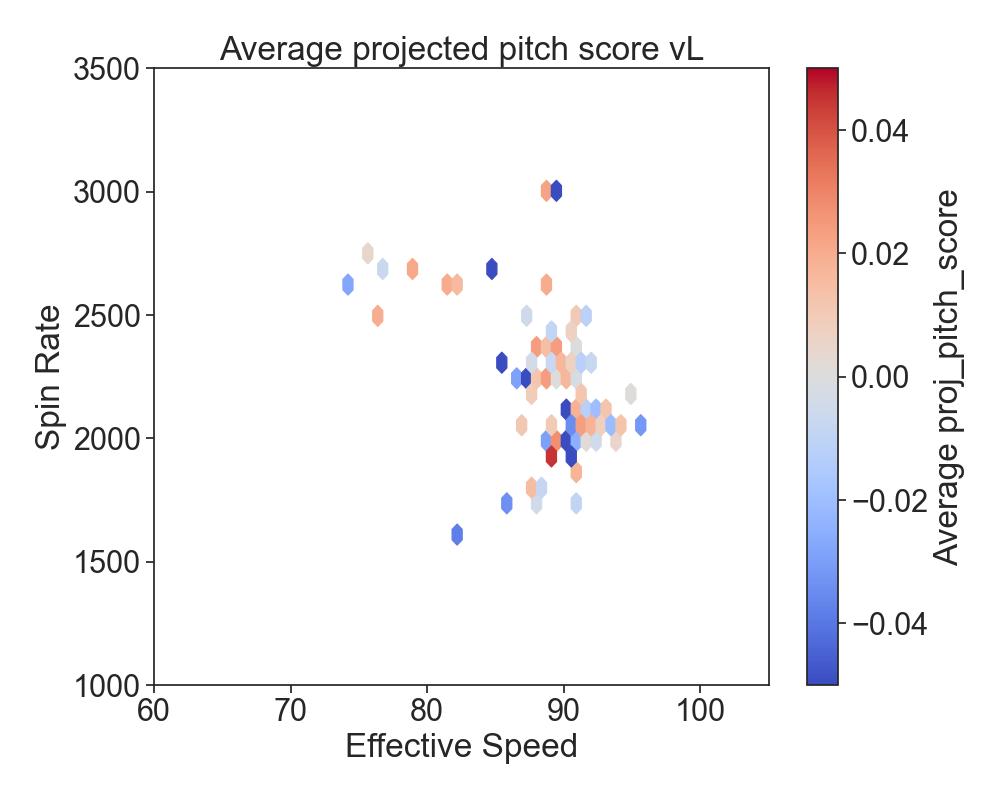 Average projected pitch score vL
3500
3000
2500
2000
1500
1000
Spin Rate
60 70 80 90 100
Effective Speed
0.04
0.02
0.00
−0.02
−0.04
Average proj_pitch_score